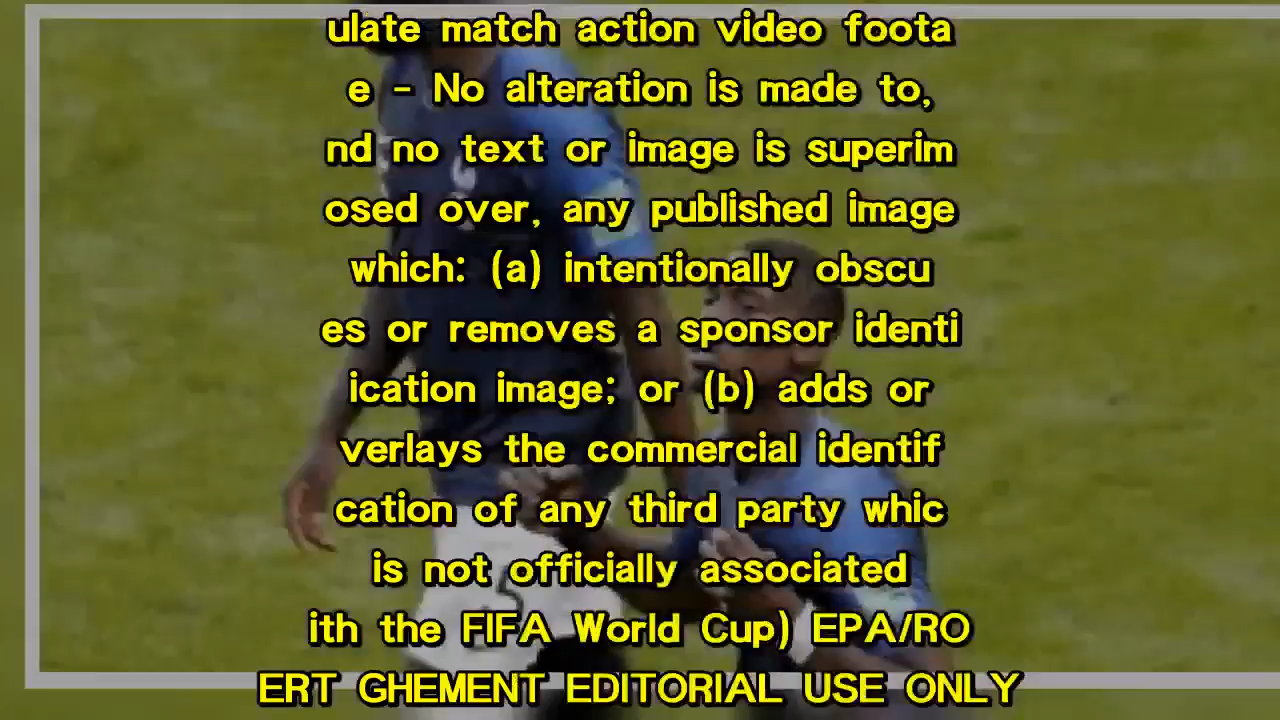 ulate match action video foota
e - No alteration is made to,
nd no text or image is superim
osed over, any published image
which: (a) intentionally obscu
es or removes a sponsor identi
ication image; or (b) adds or
verlays the commercial identif
cation of any third party whic
is not officially associated
ith the FIFA World Cup) EPA/RO
ERT GHEMENT EDITORIAL USE ONLY